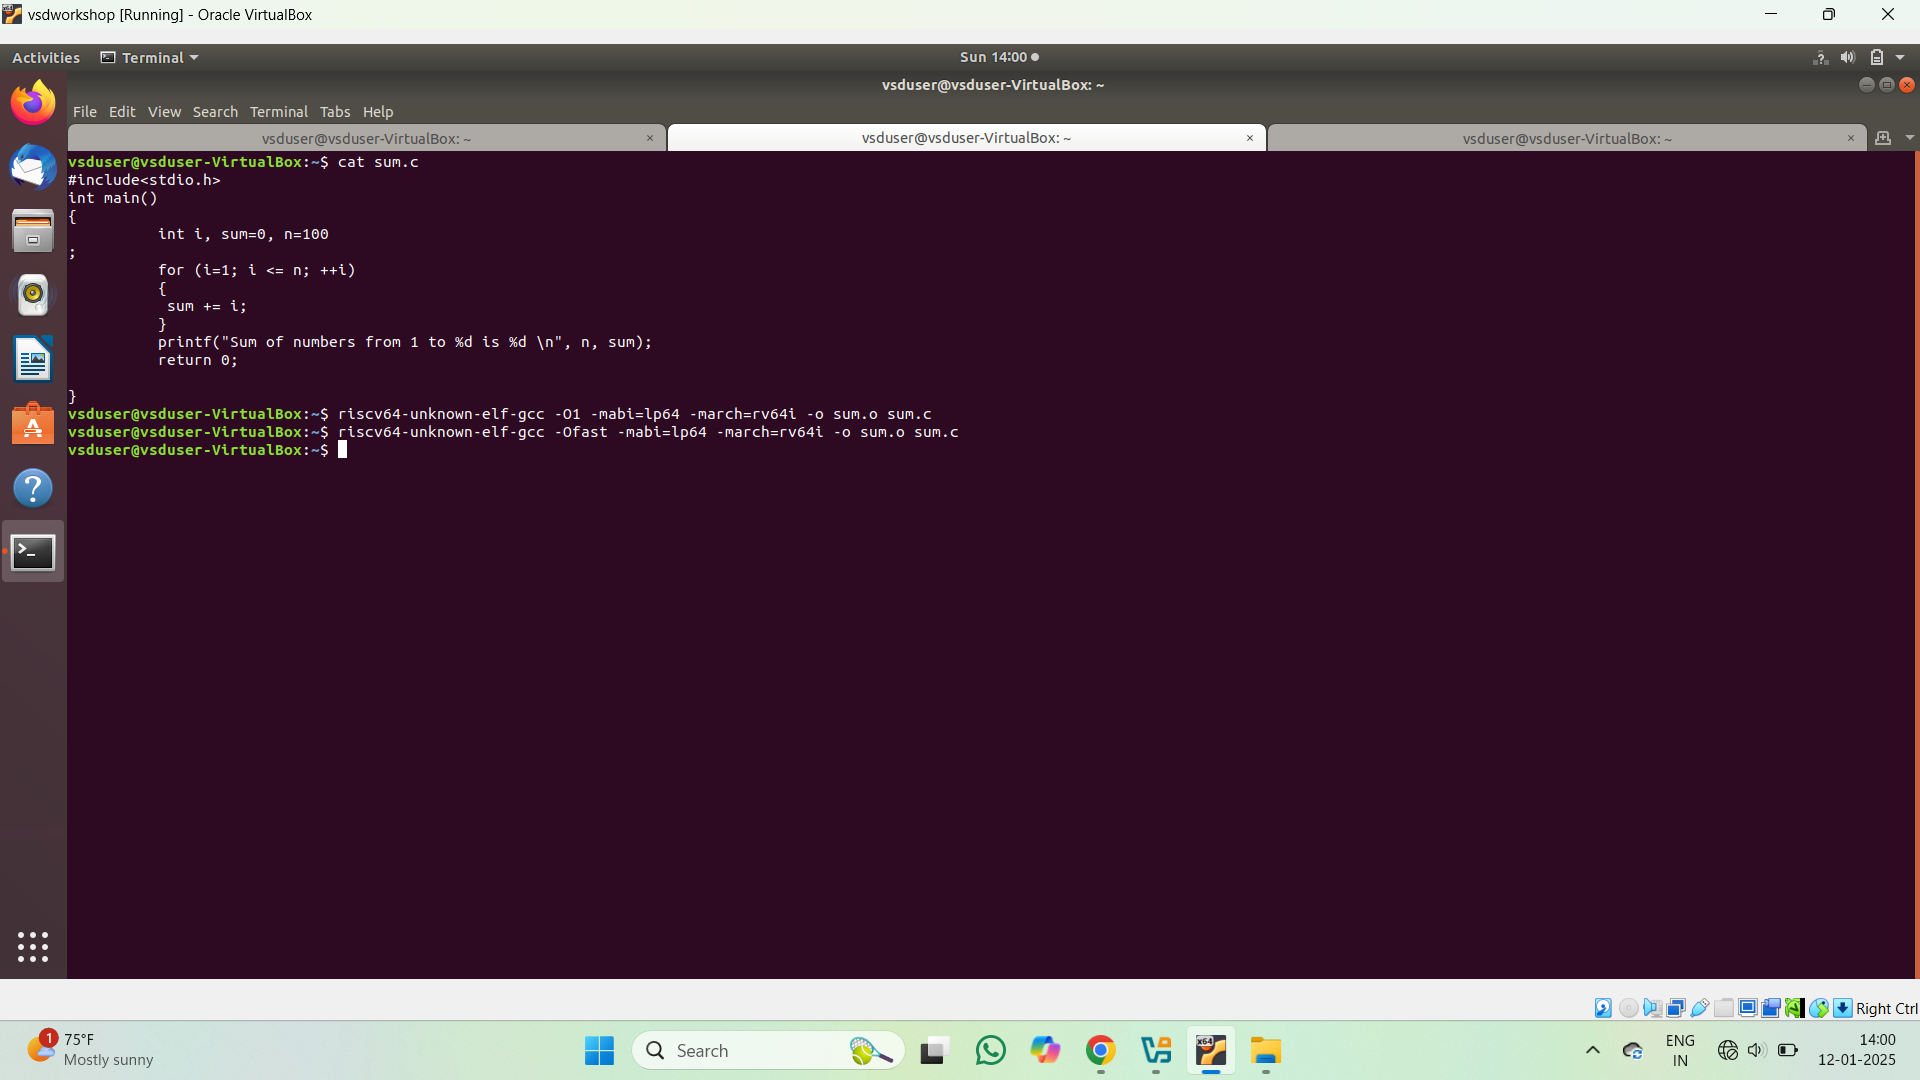 vsdworkshop [Running] - Oracle VirtualBox
Activities Terminal Sun 14:00
vsduser@vsduser-VirtualBox: ~
File Edit View Search Terminal Tabs Help
vsduser@vsduser-VirtualBox: ~ × vsduser@vsduser-VirtualBox: ~ × vsduser@vsduser-VirtualBox: ~ ×
vsduser@vsduser-VirtualBox:~$ cat sum.c
#include<stdio.h>
int main()
{
          int i, sum=0, n=100
;
          for (i=1; i <= n; ++i)
          {
           sum += i;
          }
          printf("Sum of numbers from 1 to %d is %d \n", n, sum);
          return 0;
}
vsduser@vsduser-VirtualBox:~$ riscv64-unknown-elf-gcc -O1 -mabi=lp64 -march=rv64i -o sum.o sum.c
vsduser@vsduser-VirtualBox:~$ riscv64-unknown-elf-gcc -Ofast -mabi=lp64 -march=rv64i -o sum.o sum.c
vsduser@vsduser-VirtualBox:~$
Right Ctrl
1
75°F
Mostly sunny
Search
x64
ENG
IN
14:00
12-01-2025